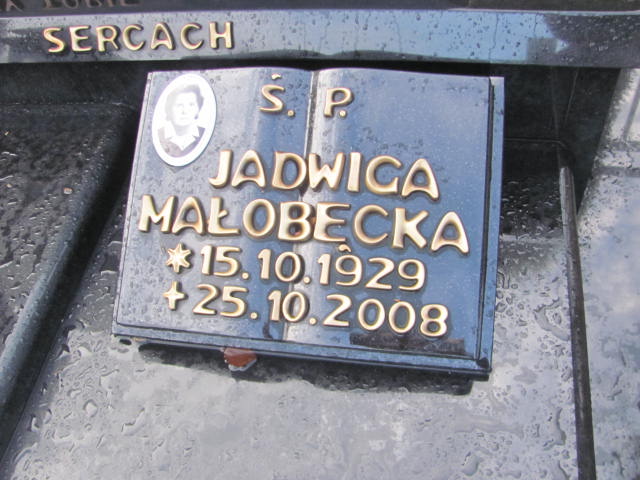 SERCACH
Ś. P.
JADWIGA
MAŁOBĘCKA
* 15.10.1929
+ 25.10.2008